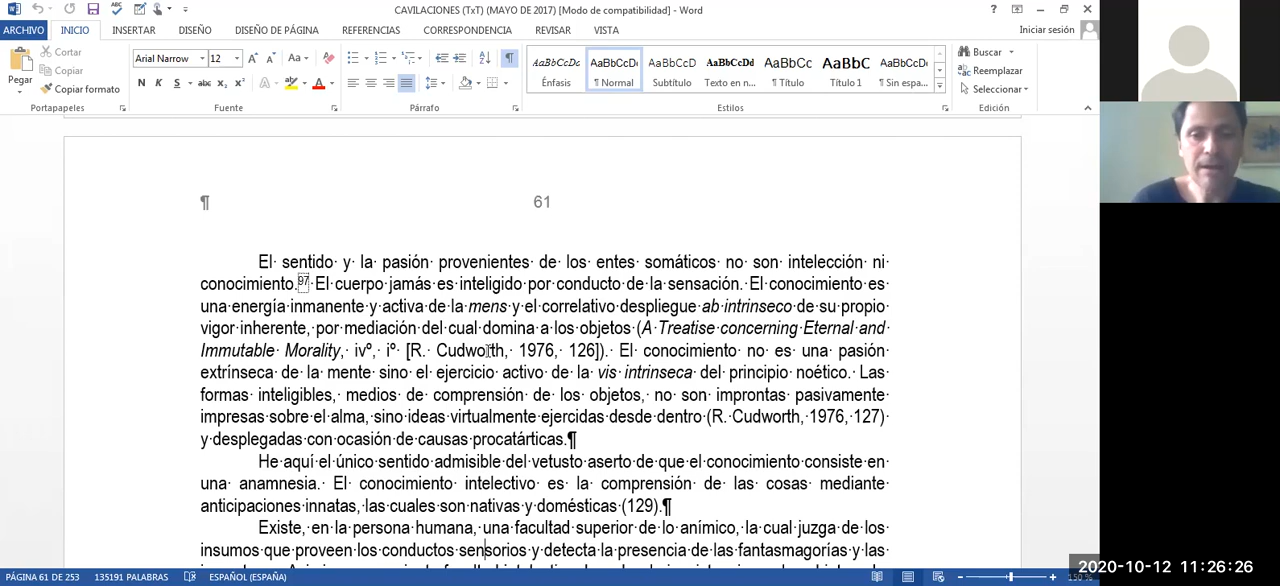 CAVILACIONES (TxT) (MAYO DE 2017) [Modo de compatibilidad] - Word
ARCHIVO INICIO INSERTAR DISEÑO DISEÑO DE PÁGINA REFERENCIAS CORRESPONDENCIA REVISAR VISTA Iniciar sesión
Pegar
Cortar
Copiar
Copiar formato
Portapapeles
Arial Narrow 12
N K S abc x₂ x²
Fuente
Párrafo
AaBbCcDc AaBbCcDc AaBbCcD AaBbCcDd AaBbCc AaBbC AaBbCcDc
Énfasis ¶ Normal Subtítulo Texto en n... ¶ Título Título 1 ¶ Sin espa...
Estilos
Buscar
Reemplazar
Seleccionar
Edición
¶ 61
El sentido y la pasión provenientes de los entes somáticos no son intelección ni
conocimiento.97 El cuerpo jamás es inteligido por conducto de la sensación. El conocimiento es
una energía inmanente y activa de la mens y el correlativo despliegue ab intrinseco de su propio
vigor inherente, por mediación del cual domina a los objetos (A Treatise concerning Eternal and
Immutable Morality, ivº, iº [R. Cudworth, 1976, 126]). El conocimiento no es una pasión
extrínseca de la mente sino el ejercicio activo de la vis intrinseca del principio noético. Las
formas inteligibles, medios de comprensión de los objetos, no son improntas pasivamente
impresas sobre el alma, sino ideas virtualmente ejercidas desde dentro (R. Cudworth, 1976, 127)
y desplegadas con ocasión de causas procatárticas.¶
He aquí el único sentido admisible del vetusto aserto de que el conocimiento consiste en
una anamnesia. El conocimiento intelectivo es la comprensión de las cosas mediante
anticipaciones innatas, las cuales son nativas y domésticas (129).¶
Existe, en la persona humana, una facultad superior de lo anímico, la cual juzga de los
insumos que proveen los conductos sensorios y detecta la presencia de las fantasmagorías y las
PÁGINA 61 DE 253 135191 PALABRAS ESPAÑOL (ESPAÑA) 150 %
2020-10-12 11:26:26